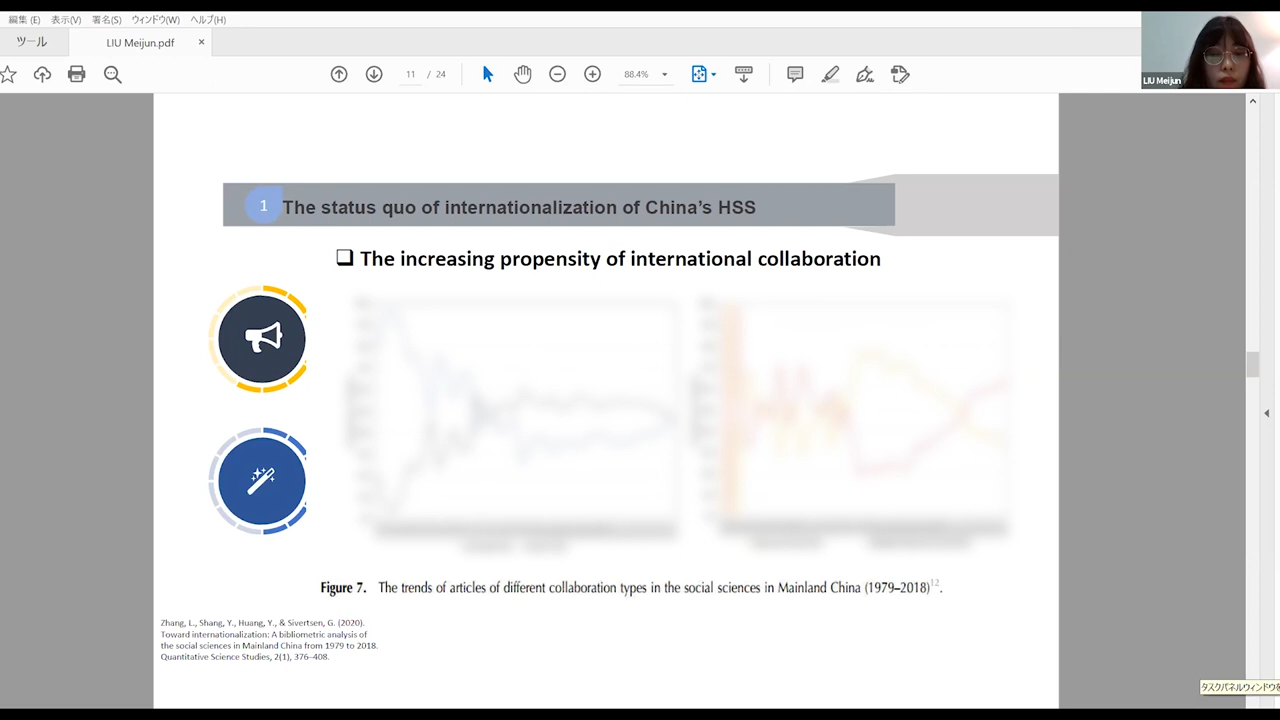 編集 (E) 表示(V) 署名(S) ウィンドウ(W) ヘルプ(H)
ツール LIU Meijun.pdf ×
11 / 24 88.4%
LIU Meijun
1 The status quo of internationalization of China's HSS
❑ The increasing propensity of international collaboration
Figure 7. The trends of articles of different collaboration types in the social sciences in Mainland China (1979–2018)12.
Zhang, L., Shang, Y., Huang, Y., & Sivertsen, G. (2020).
Toward internationalization: A bibliometric analysis of
the social sciences in Mainland China from 1979 to 2018.
Quantitative Science Studies, 2(1), 376–408.
タスクパネルウィンドウを